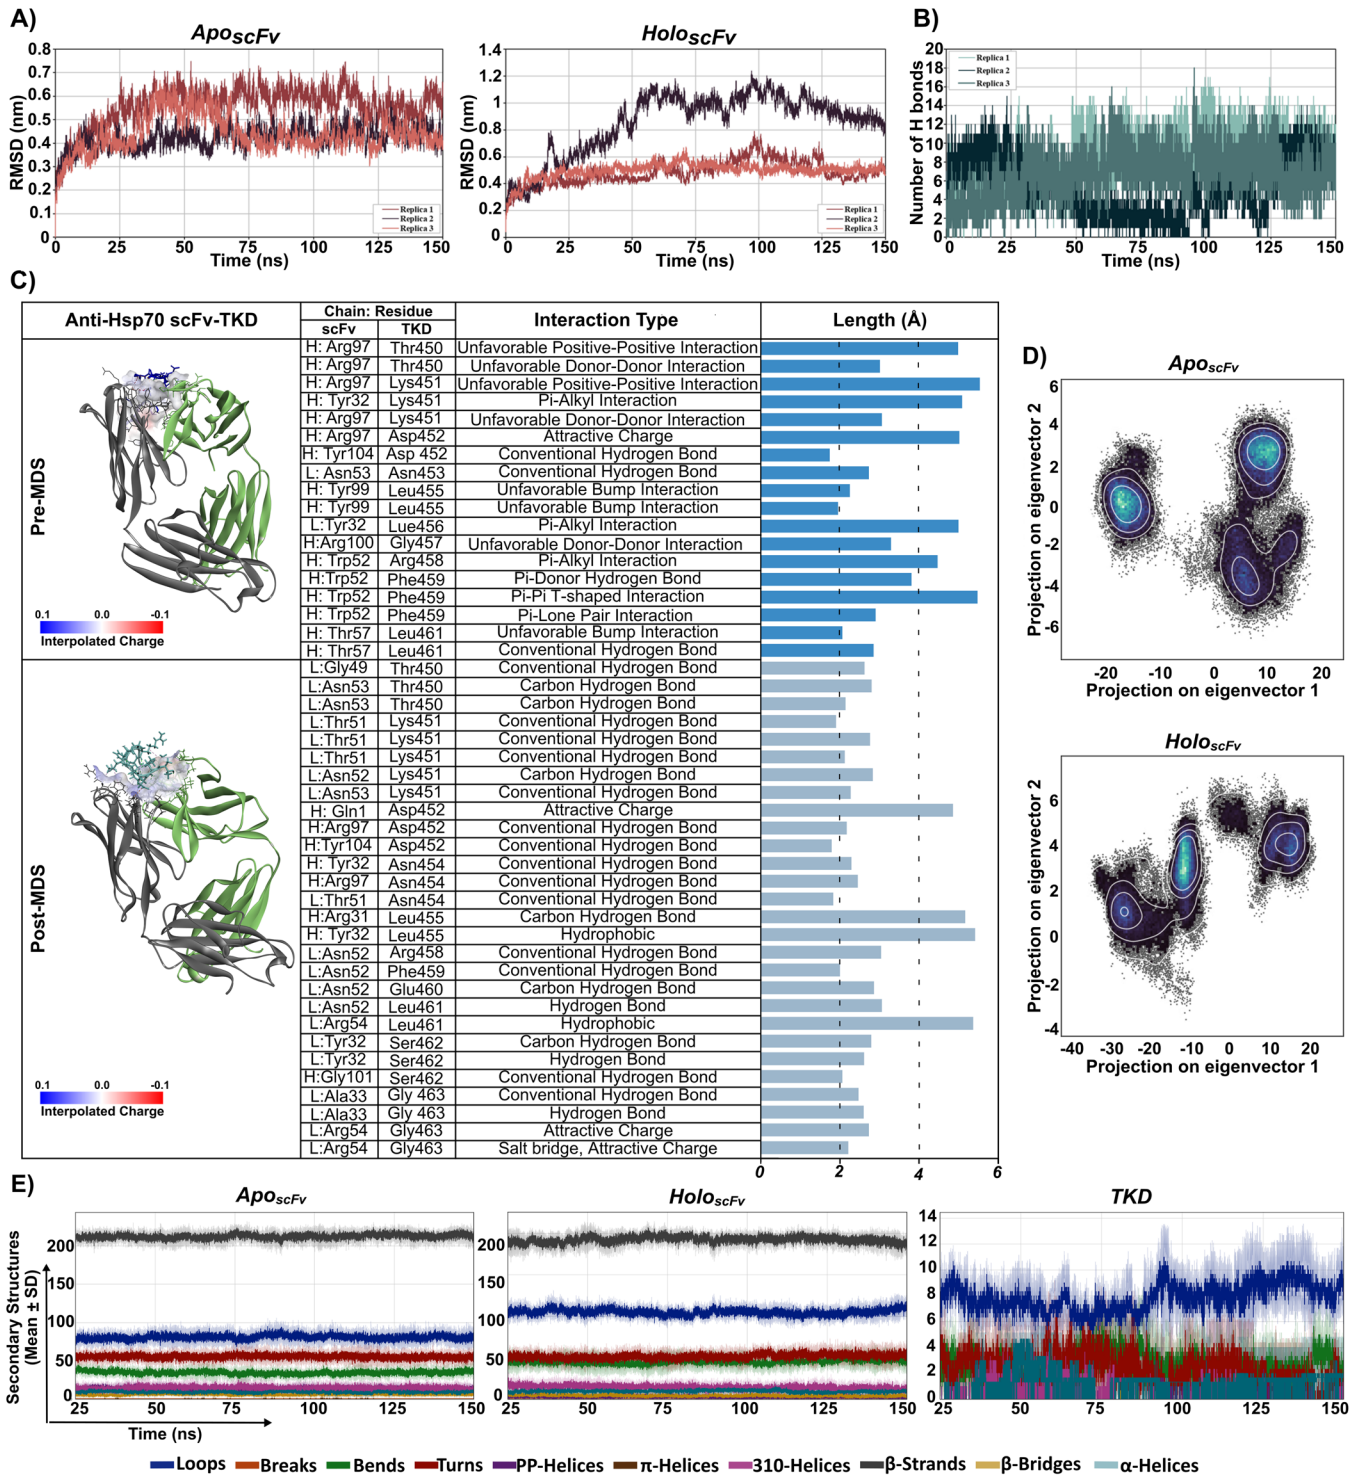 A)
Apo scFv
RMSD (nm)
0.8
0.7
0.6
0.5
0.4
0.3
0.2
0.1
0
0 25 50 75 100 125 150
Time (ns)
Replica 1
Replica 2
Replica 3
Holo scFv
RMSD (nm)
1.4
1.2
1
0.8
0.6
0.4
0.2
0
0 25 50 75 100 125 150
Time (ns)
Replica 1
Replica 2
Replica 3
B)
Number of H bonds
20
18
16
14
12
10
8
6
4
2
0
0 25 50 75 100 125 150
Time (ns)
Replica 1
Replica 2
Replica 3
C)
Anti-Hsp70 scFv-TKD
Chain: Residue
scFv TKD
Interaction Type
Length (Å)
Pre-MDS
0.1 0.0 -0.1
Interpolated Charge
H: Arg97 Thr450 Unfavorable Positive-Positive Interaction
H: Arg97 Thr450 Unfavorable Donor-Donor Interaction
H: Arg97 Lys451 Unfavorable Positive-Positive Interaction
H: Tyr32 Lys451 Pi-Alkyl Interaction
H: Arg97 Lys451 Unfavorable Donor-Donor Interaction
H: Arg97 Asp452 Attractive Charge
H: Tyr104 Asp 452 Conventional Hydrogen Bond
L: Asn53 Asn453 Conventional Hydrogen Bond
H: Tyr99 Leu455 Unfavorable Bump Interaction
H: Tyr99 Leu455 Unfavorable Bump Interaction
L:Tyr32 Lue456 Pi-Alkyl Interaction
H:Arg100 Gly457 Unfavorable Donor-Donor Interaction
H: Trp52 Arg458 Pi-Alkyl Interaction
H:Trp52 Phe459 Pi-Donor Hydrogen Bond
H: Trp52 Phe459 Pi-Pi T-shaped Interaction
H: Trp52 Phe459 Pi-Lone Pair Interaction
H: Thr57 Leu461 Unfavorable Bump Interaction
H: Thr57 Leu461 Conventional Hydrogen Bond
Post-MDS
0.1 0.0 -0.1
Interpolated Charge
L:Gly49 Thr450 Conventional Hydrogen Bond
L:Asn53 Thr450 Carbon Hydrogen Bond
L:Asn53 Thr450 Carbon Hydrogen Bond
L:Thr51 Lys451 Conventional Hydrogen Bond
L:Thr51 Lys451 Conventional Hydrogen Bond
L:Thr51 Lys451 Conventional Hydrogen Bond
L:Asn52 Lys451 Carbon Hydrogen Bond
L:Asn53 Lys451 Conventional Hydrogen Bond
H: Gln1 Asp452 Attractive Charge
H:Arg97 Asp452 Conventional Hydrogen Bond
H:Tyr104 Asp452 Conventional Hydrogen Bond
H: Tyr32 Asn454 Conventional Hydrogen Bond
H:Arg97 Asn454 Conventional Hydrogen Bond
L:Thr51 Asn454 Conventional Hydrogen Bond
H:Arg31 Leu455 Carbon Hydrogen Bond
H: Tyr32 Leu455 Hydrophobic
L:Asn52 Arg458 Conventional Hydrogen Bond
L:Asn52 Phe459 Conventional Hydrogen Bond
L:Asn52 Glu460 Carbon Hydrogen Bond
L:Asn52 Leu461 Hydrogen Bond
L:Arg54 Leu461 Hydrophobic
L:Tyr32 Ser462 Carbon Hydrogen Bond
L:Tyr32 Ser462 Hydrogen Bond
H:Gly101 Ser462 Conventional Hydrogen Bond
L:Ala33 Gly 463 Conventional Hydrogen Bond
L:Ala33 Gly 463 Hydrogen Bond
L:Arg54 Gly463 Attractive Charge
L:Arg54 Gly463 Salt bridge, Attractive Charge
0 2 4 6
D)
Apo scFv
Projection on eigenvector 2
6
4
2
0
-2
-4
-6
-20 -10 0 10 20
Projection on eigenvector 1
Holo scFv
Projection on eigenvector 2
6
4
2
0
-2
-4
-40 -30 -20 -10 0 10 20
Projection on eigenvector 1
E)
Apo scFv
Secondary Structures
(Mean ± SD)
200
150
100
50
0
25 50 75 100 125 150
Time (ns)
Holo scFv
200
150
100
50
0
25 50 75 100 125 150
TKD
14
12
10
8
6
4
2
0
25 50 75 100 125 150
Loops Breaks Bends Turns PP-Helices π-Helices 310-Helices β-Strands β-Bridges α-Helices